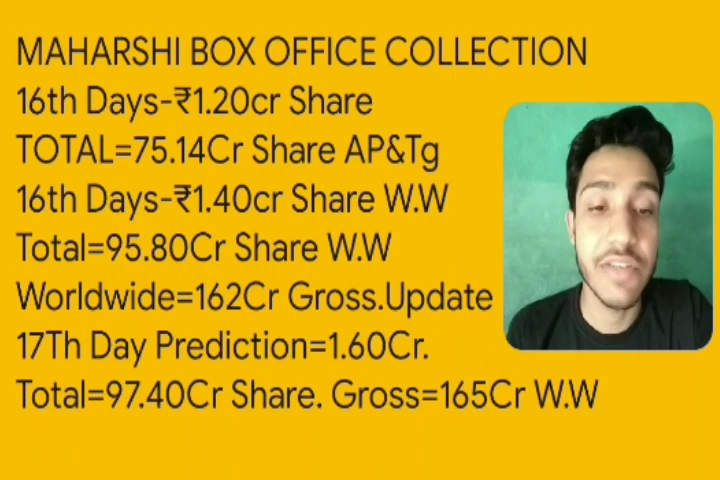 MAHARSHI BOX OFFICE COLLECTION
16th Days-₹1.20cr Share
TOTAL=75.14Cr Share AP&Tg
16th Days-₹1.40cr Share W.W
Total=95.80Cr Share W.W
Worldwide=162Cr Gross.Update
17Th Day Prediction=1.60Cr.
Total=97.40Cr Share. Gross=165Cr W.W